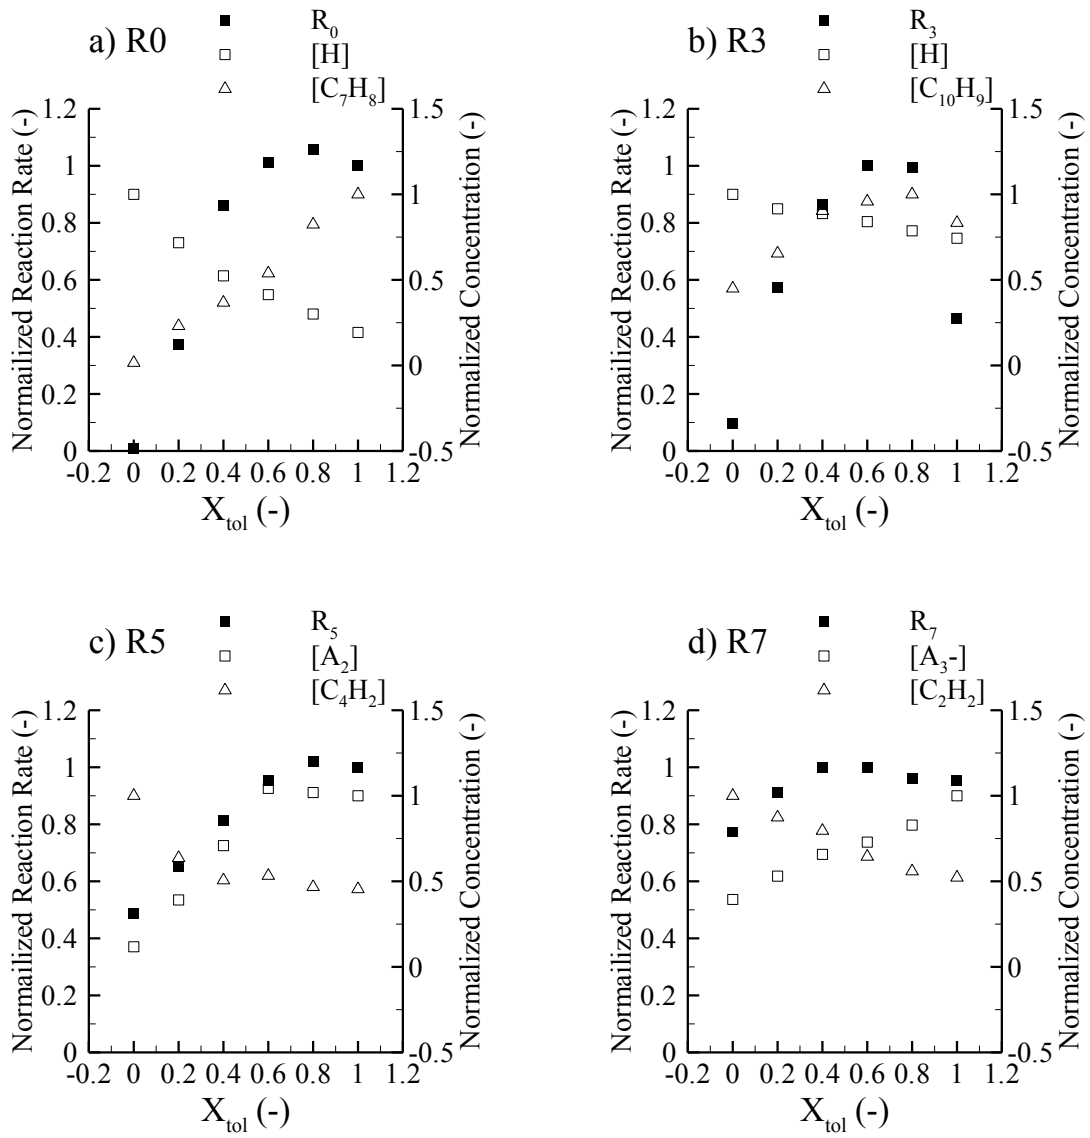 a) R0
R₀
[H]
[C₇H₈]
Normailized Reaction Rate (-)
1.2
1
0.8
0.6
0.4
0.2
0
1.5
1
0.5
0
-0.5
Normalized Concentration (-)
-0.2 0 0.2 0.4 0.6 0.8 1 1.2
X_tol (-)
b) R3
R₃
[H]
[C₁₀H₉]
Normailized Reaction Rate (-)
1.2
1
0.8
0.6
0.4
0.2
0
1.5
1
0.5
0
-0.5
Normalized Concentration (-)
-0.2 0 0.2 0.4 0.6 0.8 1 1.2
X_tol (-)
c) R5
R₅
[A₂]
[C₄H₂]
Normailized Reaction Rate (-)
1.2
1
0.8
0.6
0.4
0.2
0
1.5
1
0.5
0
-0.5
Normalized Concentration (-)
-0.2 0 0.2 0.4 0.6 0.8 1 1.2
X_tol (-)
d) R7
R₇
[A₃-]
[C₂H₂]
Normailized Reaction Rate (-)
1.2
1
0.8
0.6
0.4
0.2
0
1.5
1
0.5
0
-0.5
Normalized Concentration (-)
-0.2 0 0.2 0.4 0.6 0.8 1 1.2
X_tol (-)